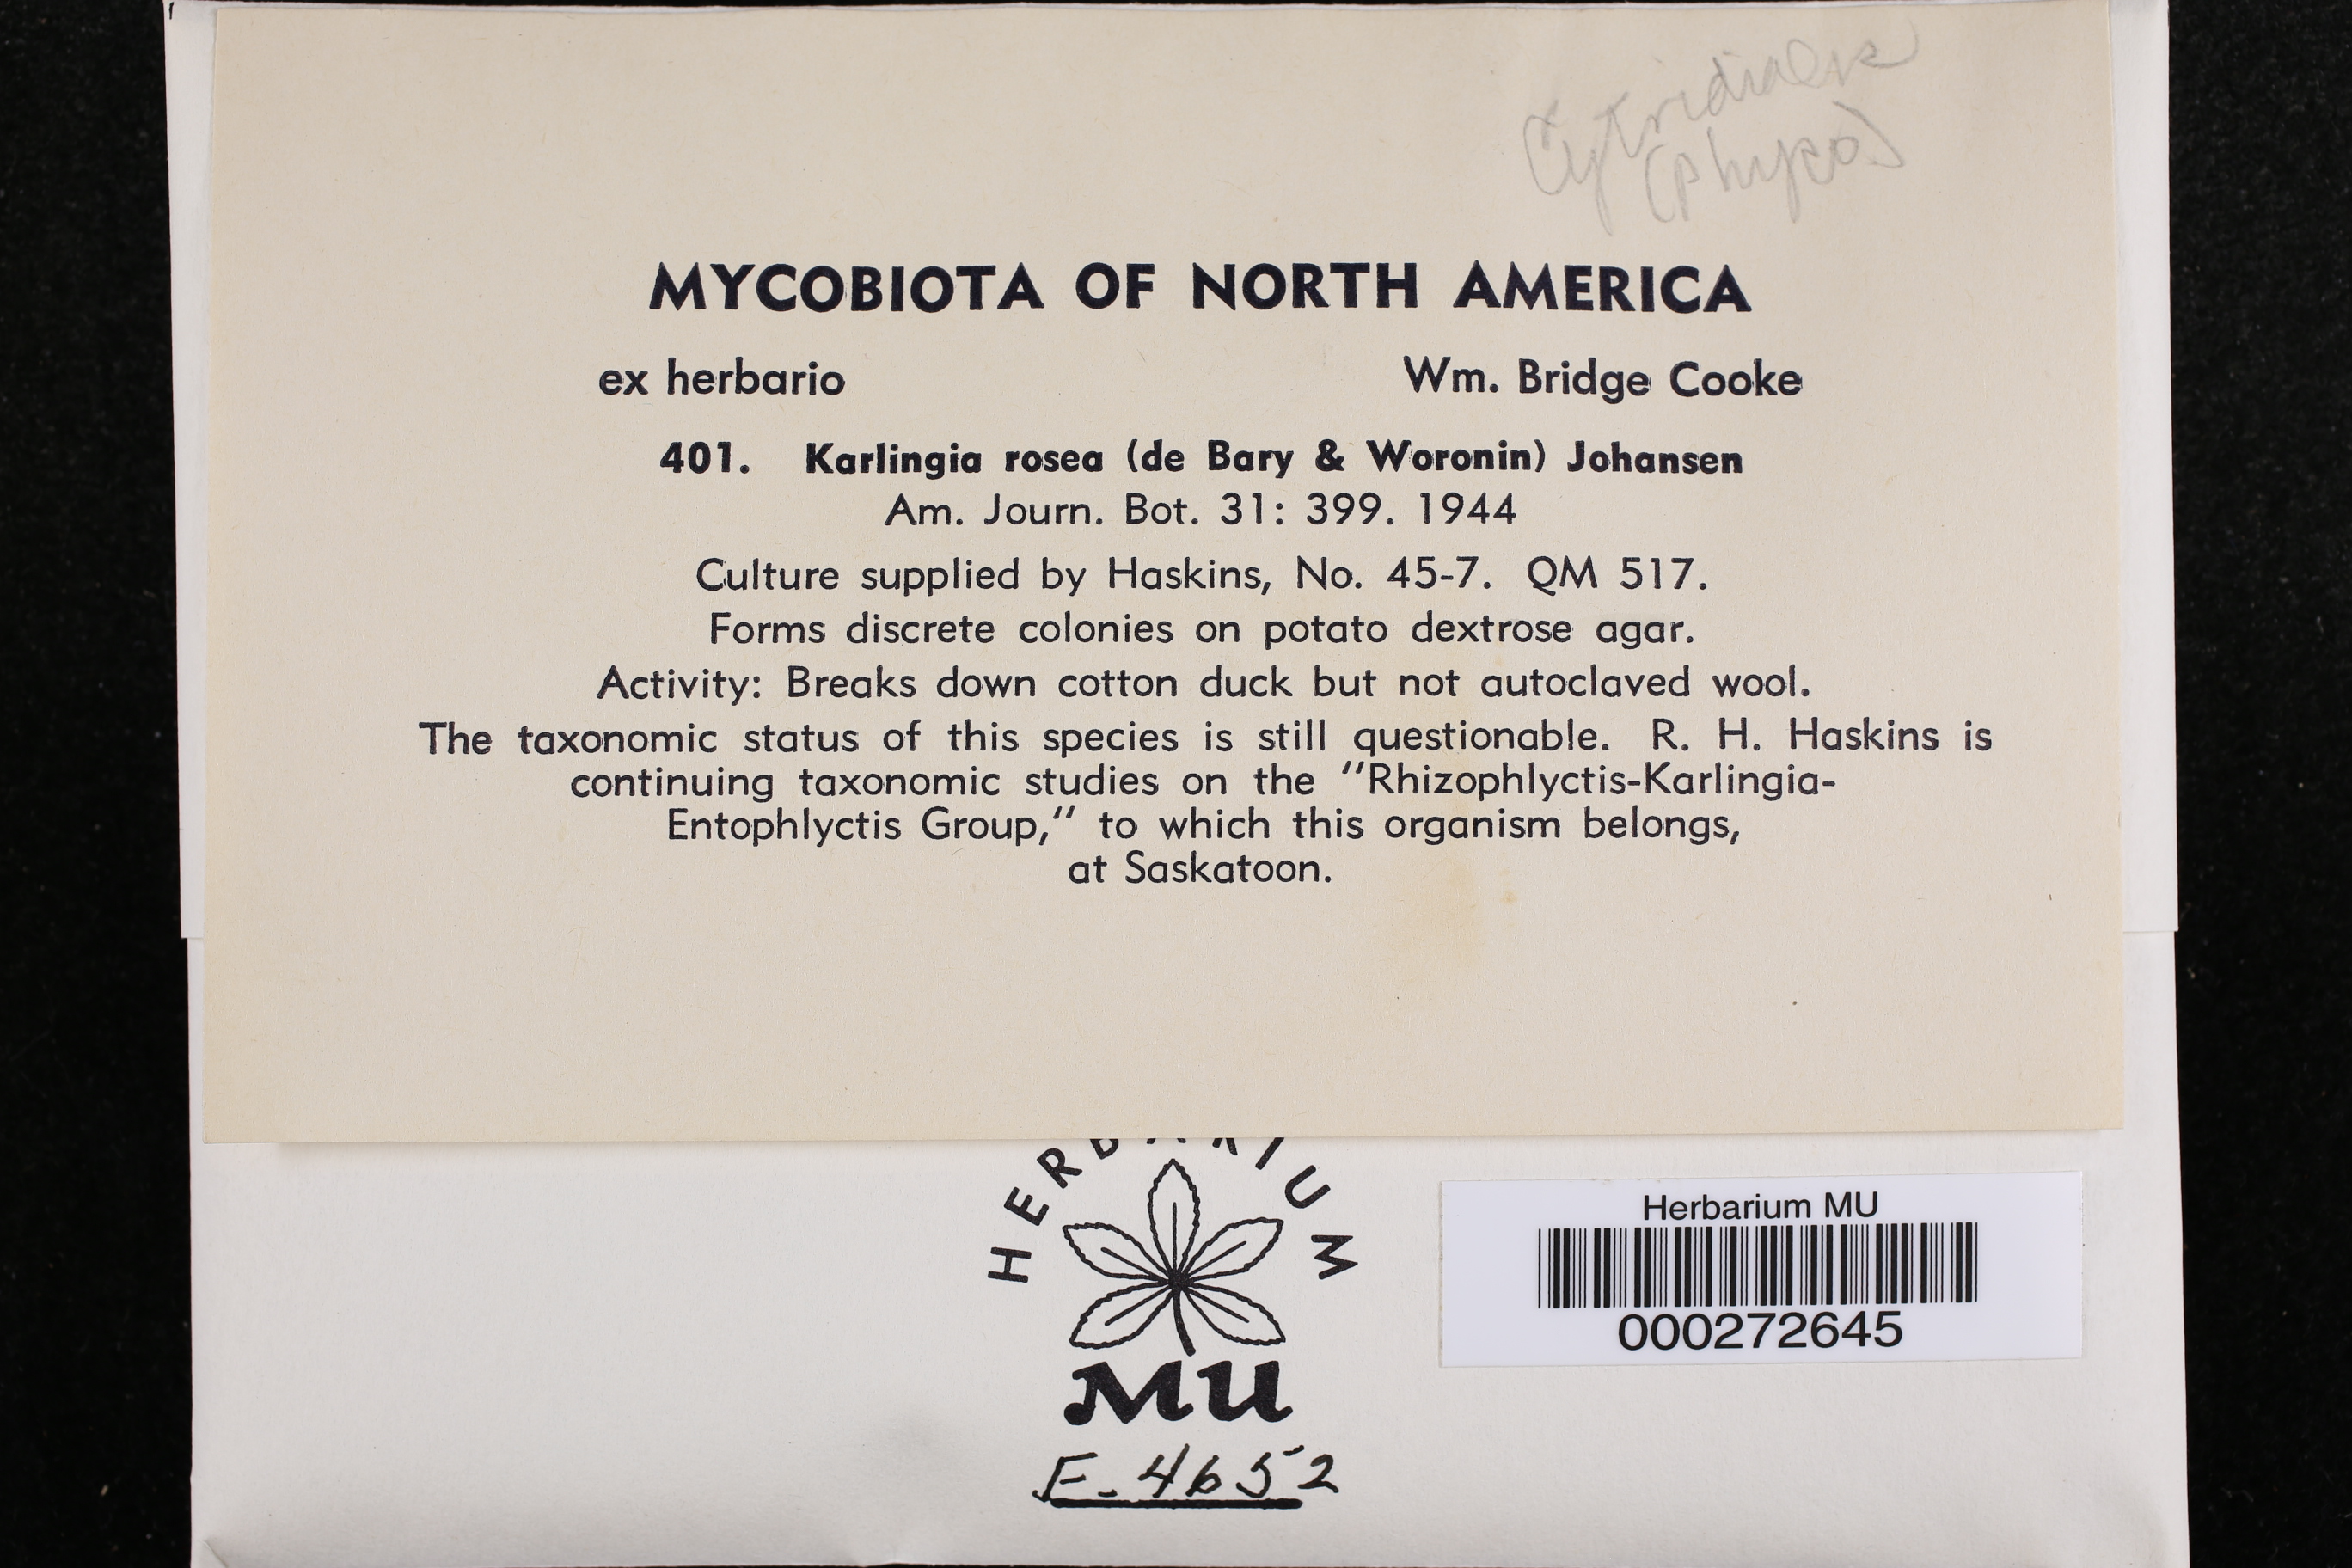 Cytridiales
(phyco)
MYCOBIOTA OF NORTH AMERICA
ex herbario Wm. Bridge Cooke
401. Karlingia rosea (de Bary & Woronin) Johansen
Am. Journ. Bot. 31: 399. 1944
Culture supplied by Haskins, No. 45-7. QM 517.
Forms discrete colonies on potato dextrose agar.
Activity: Breaks down cotton duck but not autoclaved wool.
The taxonomic status of this species is still questionable. R. H. Haskins is
continuing taxonomic studies on the "Rhizophlyctis-Karlingia-
Entophlyctis Group," to which this organism belongs,
at Saskatoon.
HERBARIUM
MU
F-4652
Herbarium MU
000272645